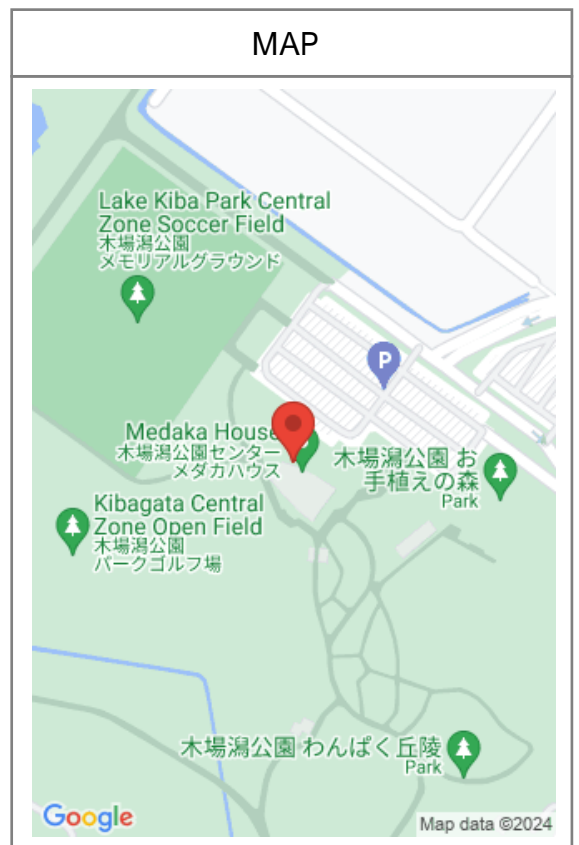 MAP
Lake Kiba Park Central
Zone Soccer Field
木場潟公園
メモリアルグラウンド
P
Medaka House
木場潟公園センター
メダカハウス
木場潟公園 お
手植えの森
Park
Kibagata Central
Zone Open Field
木場潟公園
パークゴルフ場
木場潟公園 わんぱく丘陵
Park
Google
Map data ©2024